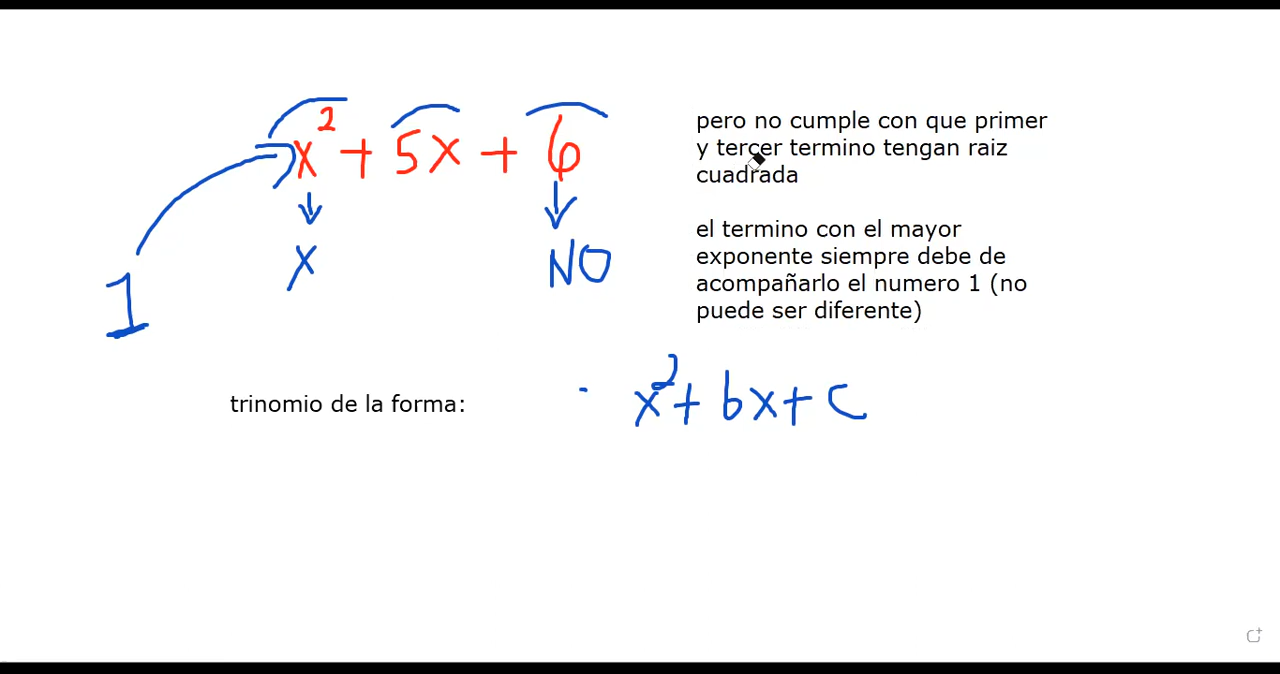 x² + 5x + 6
pero no cumple con que primer
y tercer termino tengan raiz
cuadrada
x
NO
1
el termino con el mayor
exponente siempre debe de
acompañarlo el numero 1 (no
puede ser diferente)
trinomio de la forma:
x² + bx + c